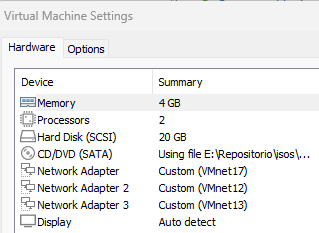 Virtual Machine Settings
Hardware Options
Device Summary
Memory 4 GB
Processors 2
Hard Disk (SCSI) 20 GB
CD/DVD (SATA) Using file E:\Repositorio\isos\...
Network Adapter Custom (VMnet17)
Network Adapter 2 Custom (VMnet12)
Network Adapter 3 Custom (VMnet13)
Display Auto detect